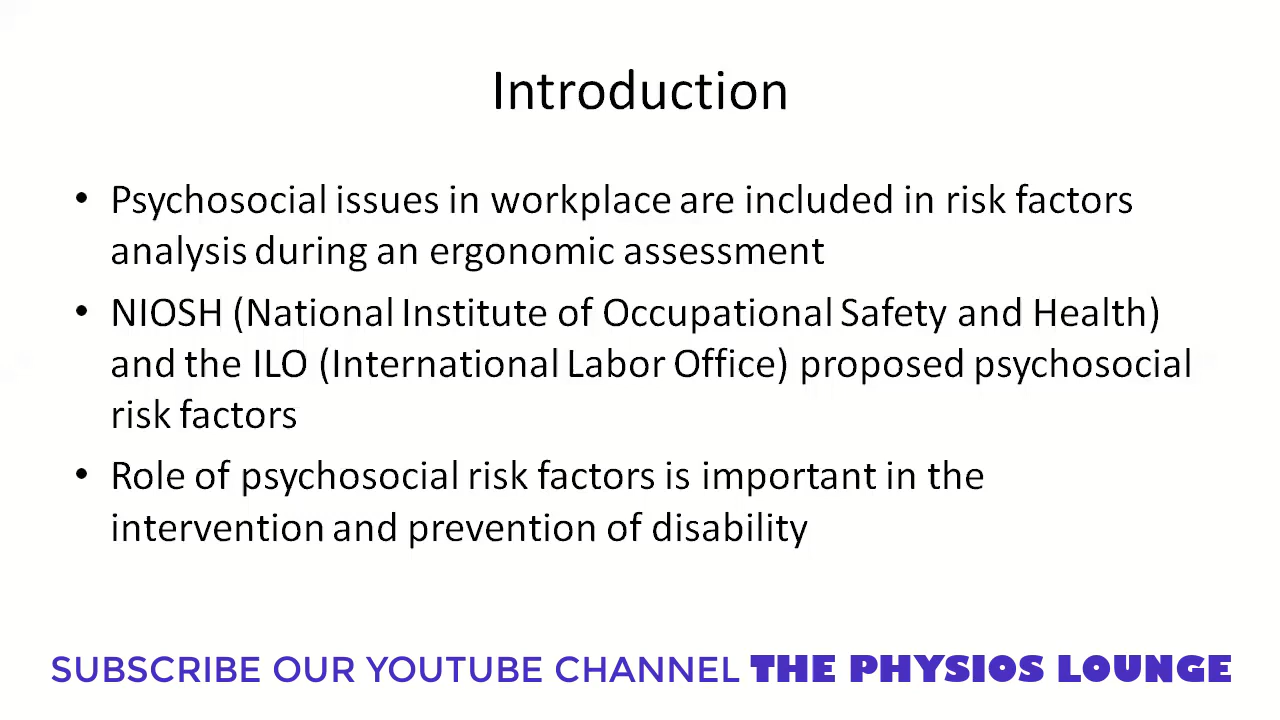 Introduction
• Psychosocial issues in workplace are included in risk factors
analysis during an ergonomic assessment
• NIOSH (National Institute of Occupational Safety and Health)
and the ILO (International Labor Office) proposed psychosocial
risk factors
• Role of psychosocial risk factors is important in the
intervention and prevention of disability
SUBSCRIBE OUR YOUTUBE CHANNEL THE PHYSIOS LOUNGE